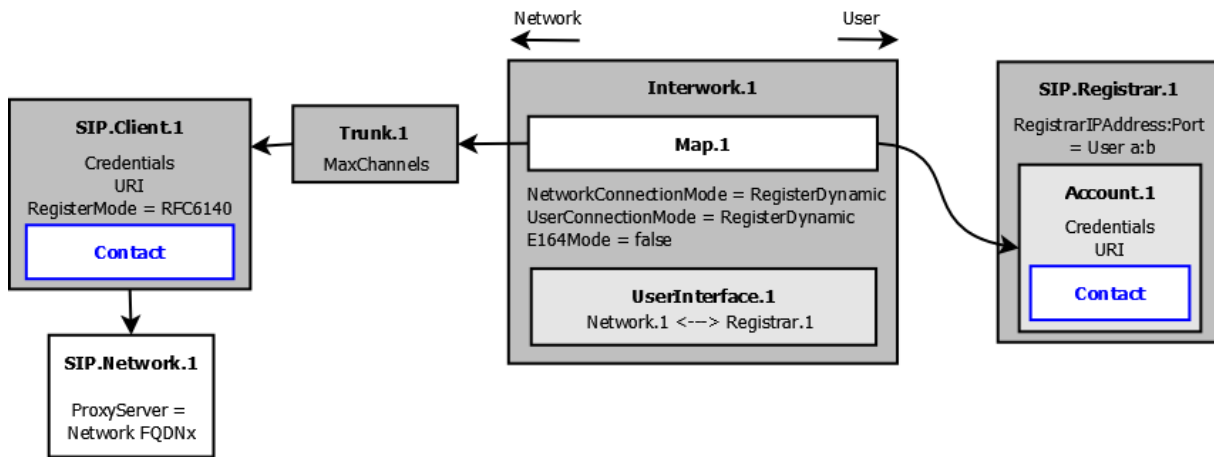 Network
User
SIP.Client.1
Credentials
URI
RegisterMode = RFC6140
Contact
SIP.Network.1
ProxyServer =
Network FQDNx
Trunk.1
MaxChannels
Interwork.1
Map.1
NetworkConnectionMode = RegisterDynamic
UserConnectionMode = RegisterDynamic
E164Mode = false
UserInterface.1
Network.1 <---> Registrar.1
SIP.Registrar.1
RegistrarIPAddress:Port
= User a:b
Account.1
Credentials
URI
Contact